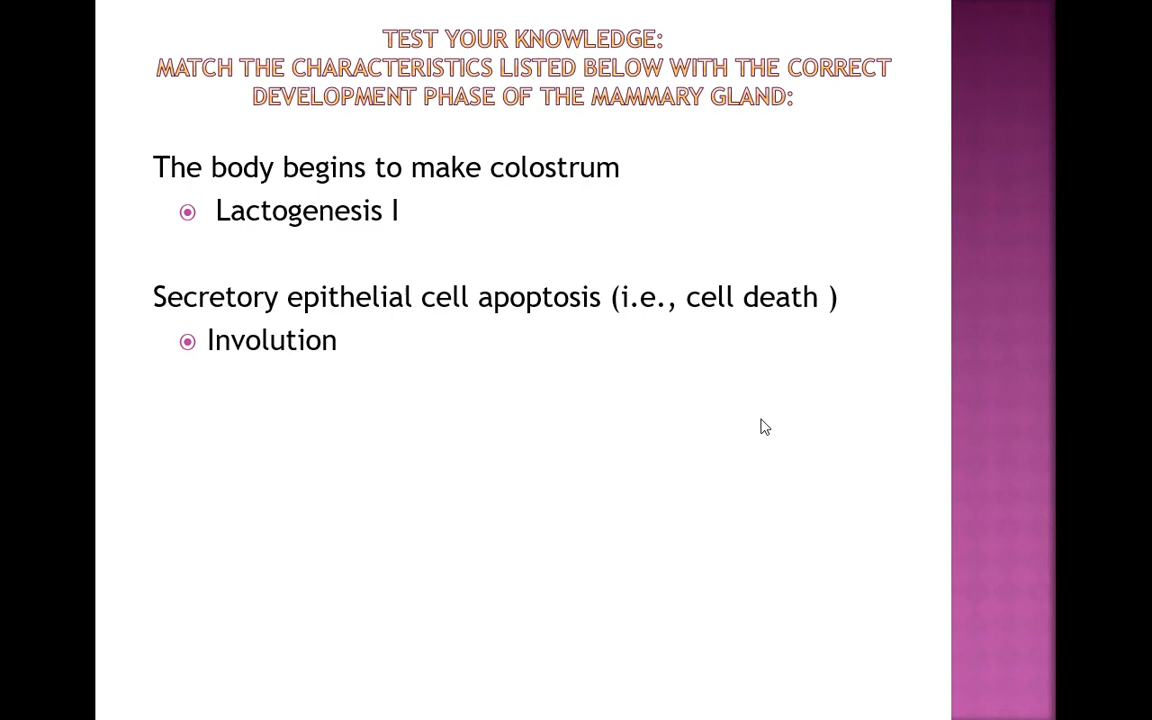 TEST YOUR KNOWLEDGE:
MATCH THE CHARACTERISTICS LISTED BELOW WITH THE CORRECT
DEVELOPMENT PHASE OF THE MAMMARY GLAND:
The body begins to make colostrum
Lactogenesis I
Secretory epithelial cell apoptosis (i.e., cell death )
Involution